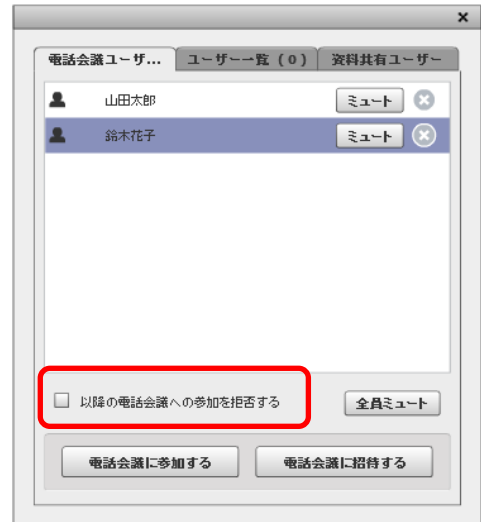 電話会議ユーザ... ユーザー一覧 (0) 資料共有ユーザー
山田太郎 ミュート
鈴木花子 ミュート
以降の電話会議への参加を拒否する 全員ミュート
電話会議に参加する 電話会議に招待する